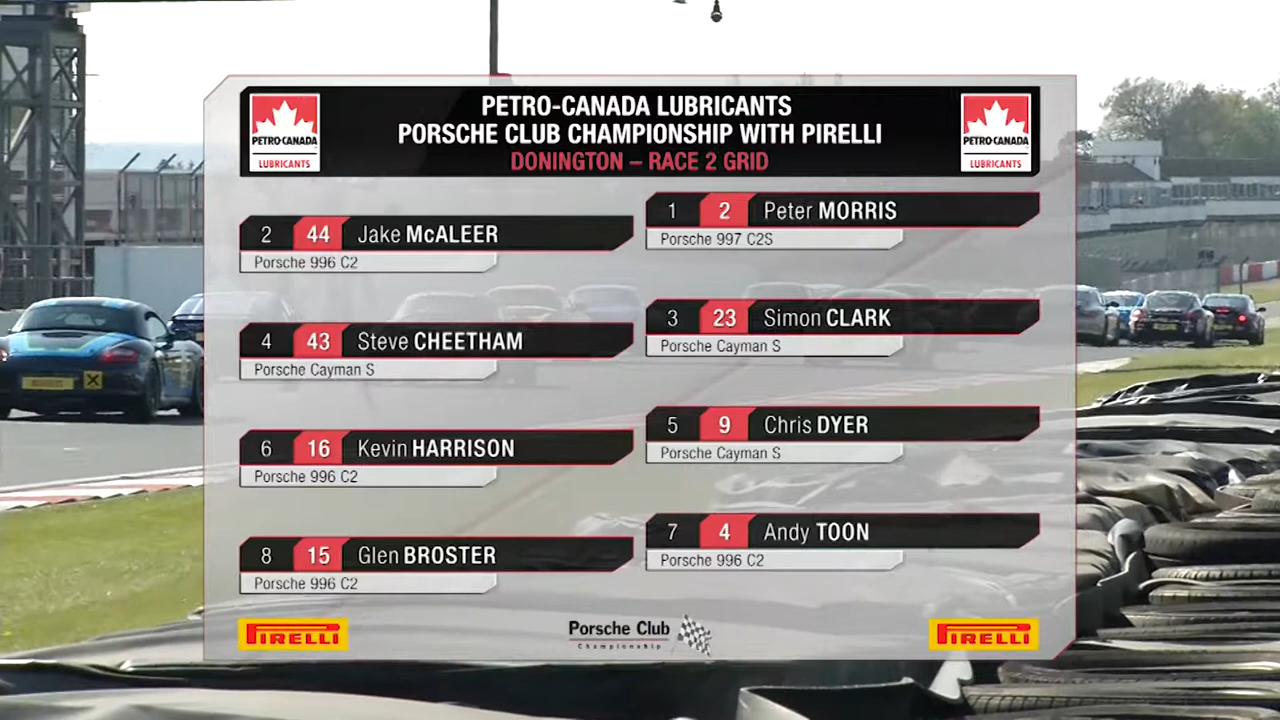 PETRO-CANADA LUBRICANTS
PORSCHE CLUB CHAMPIONSHIP WITH PIRELLI
DONINGTON – RACE 2 GRID
PETRO-CANADA
LUBRICANTS
PETRO-CANADA
LUBRICANTS
1 2 Peter MORRIS
Porsche 997 C2S
2 44 Jake McALEER
Porsche 996 C2
3 23 Simon CLARK
Porsche Cayman S
4 43 Steve CHEETHAM
Porsche Cayman S
5 9 Chris DYER
Porsche Cayman S
6 16 Kevin HARRISON
Porsche 996 C2
7 4 Andy TOON
Porsche 996 C2
8 15 Glen BROSTER
Porsche 996 C2
PIRELLI
Porsche Club
Championship
PIRELLI